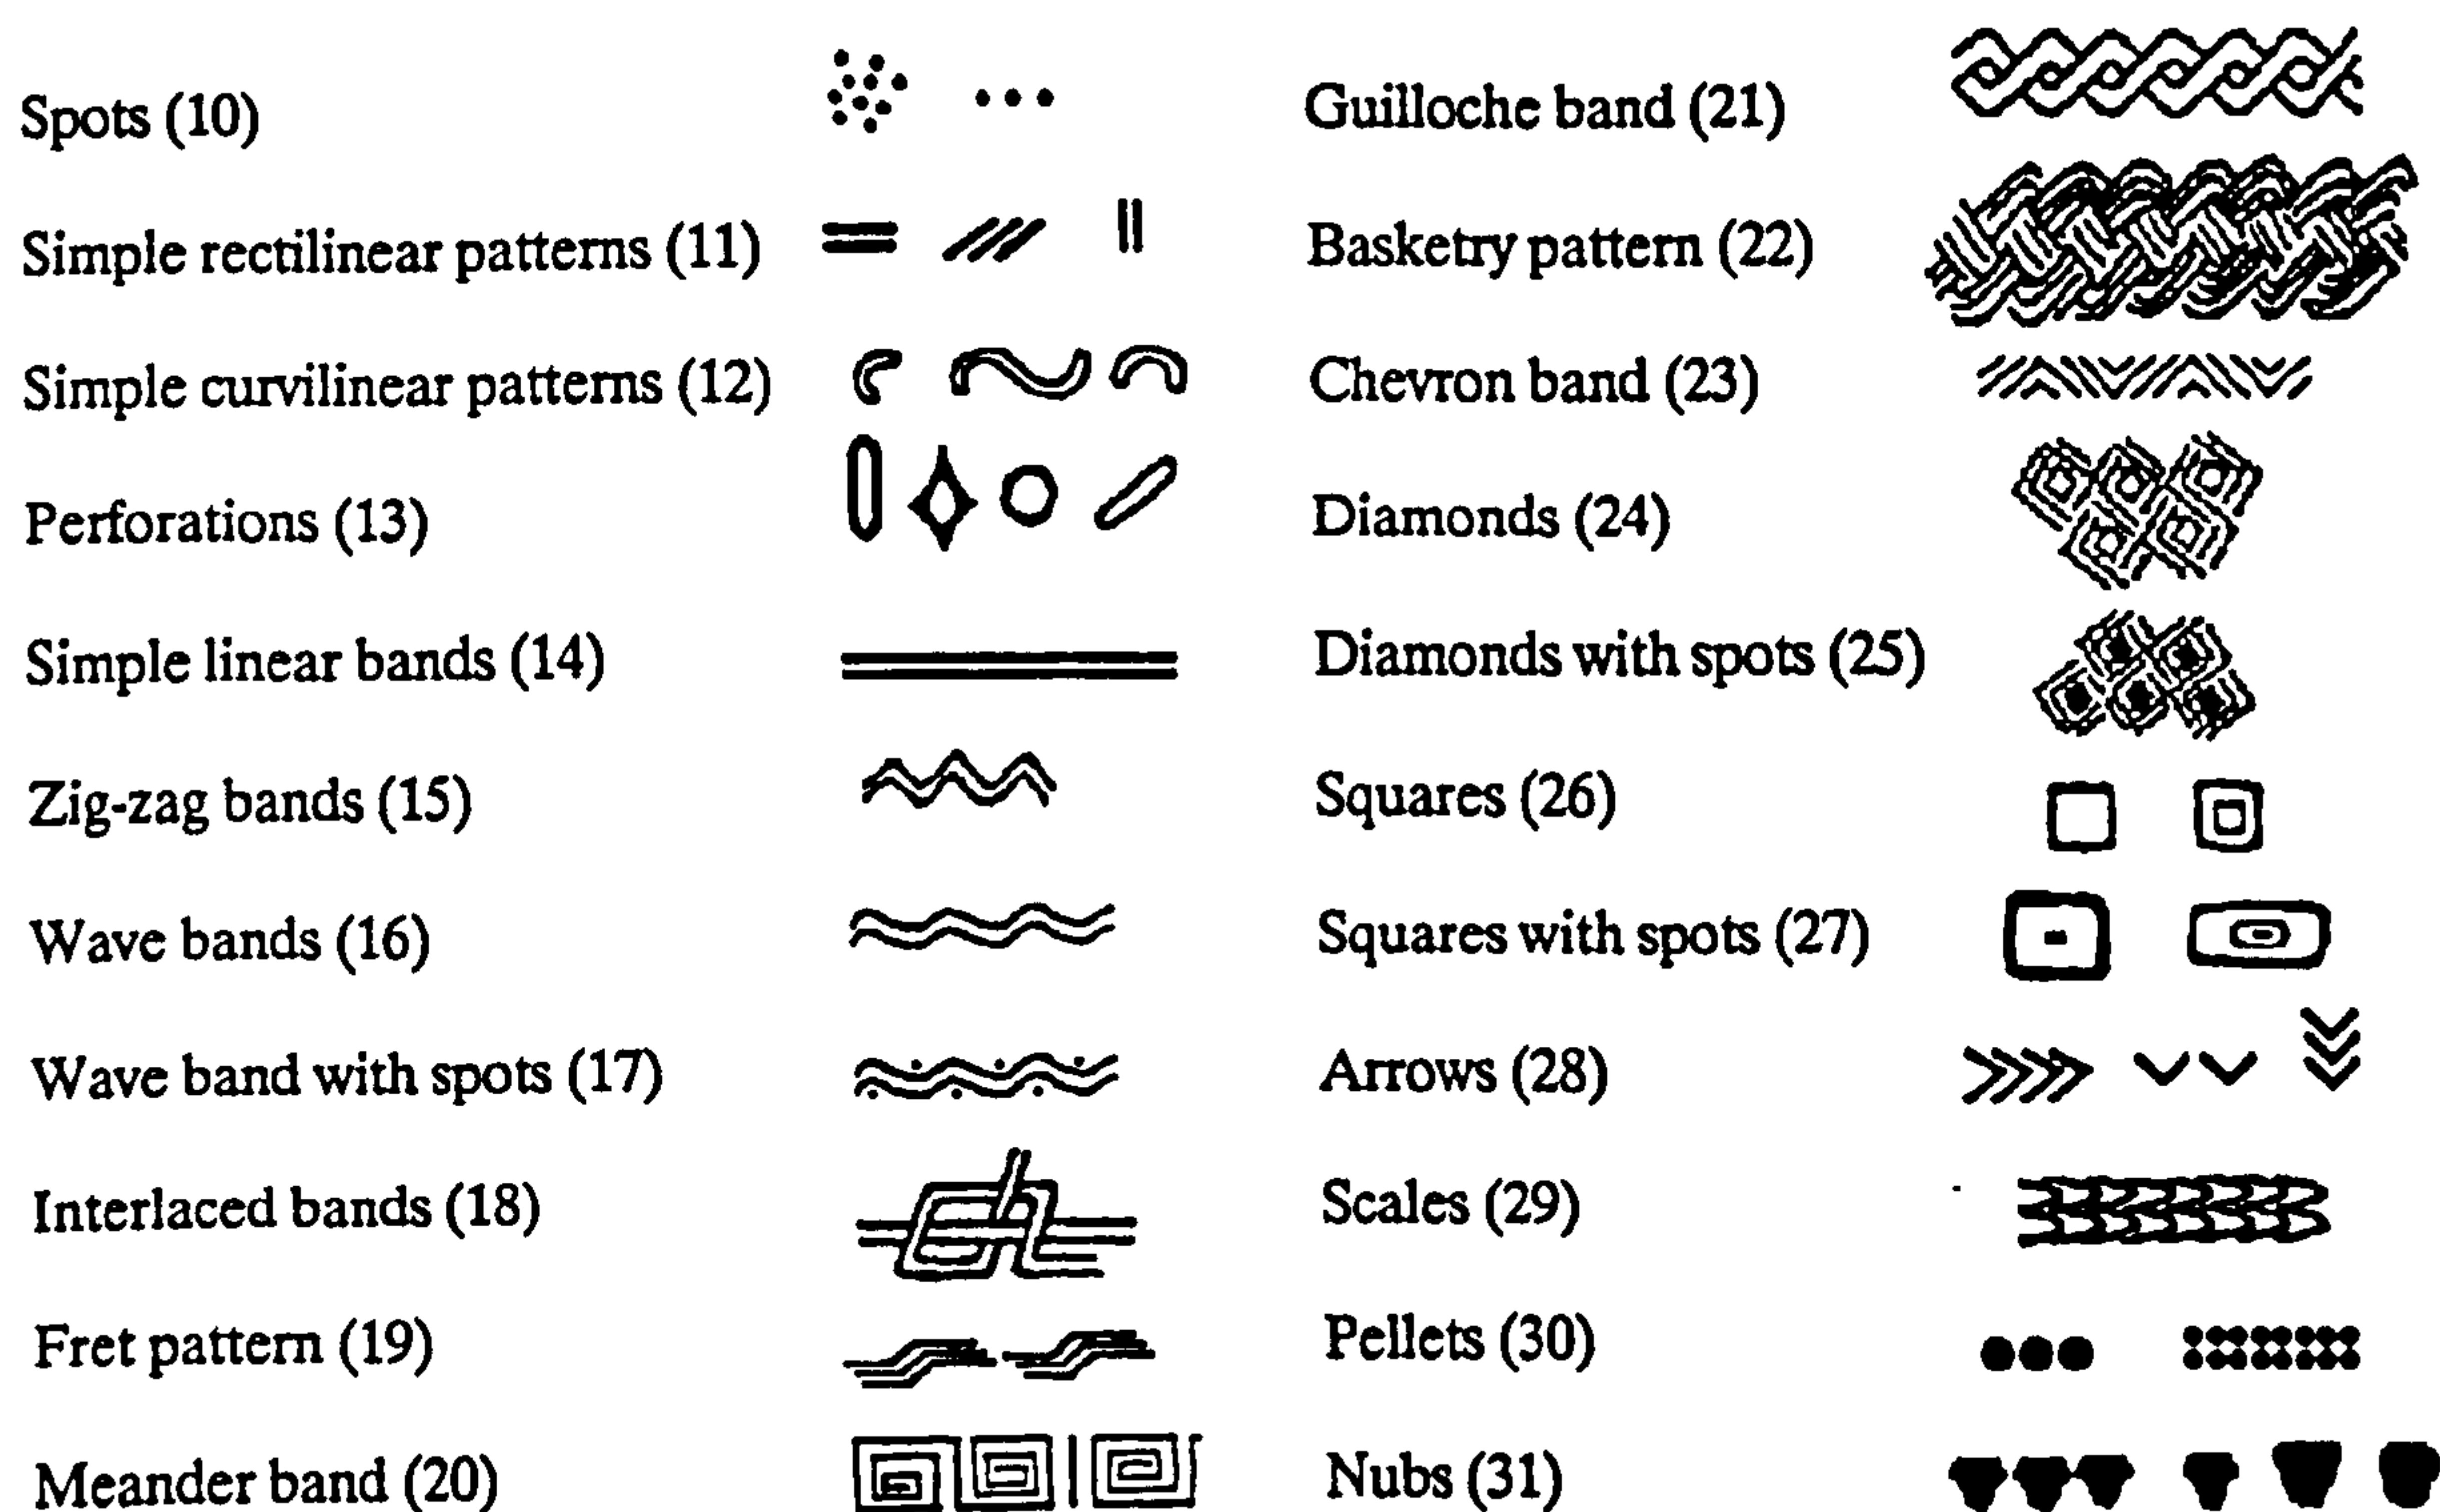 Spots (10)
Simple rectilinear patterns (11)
Simple curvilinear patterns (12)
Perforations (13)
Simple linear bands (14)
Zig-zag bands (15)
Wave bands (16)
Wave band with spots (17)
Interlaced bands (18)
Fret pattern (19)
Meander band (20)
Guilloche band (21)
Basketry pattern (22)
Chevron band (23)
Diamonds (24)
Diamonds with spots (25)
Squares (26)
Squares with spots (27)
Arrows (28)
Scales (29)
Pellets (30)
Nubs (31)